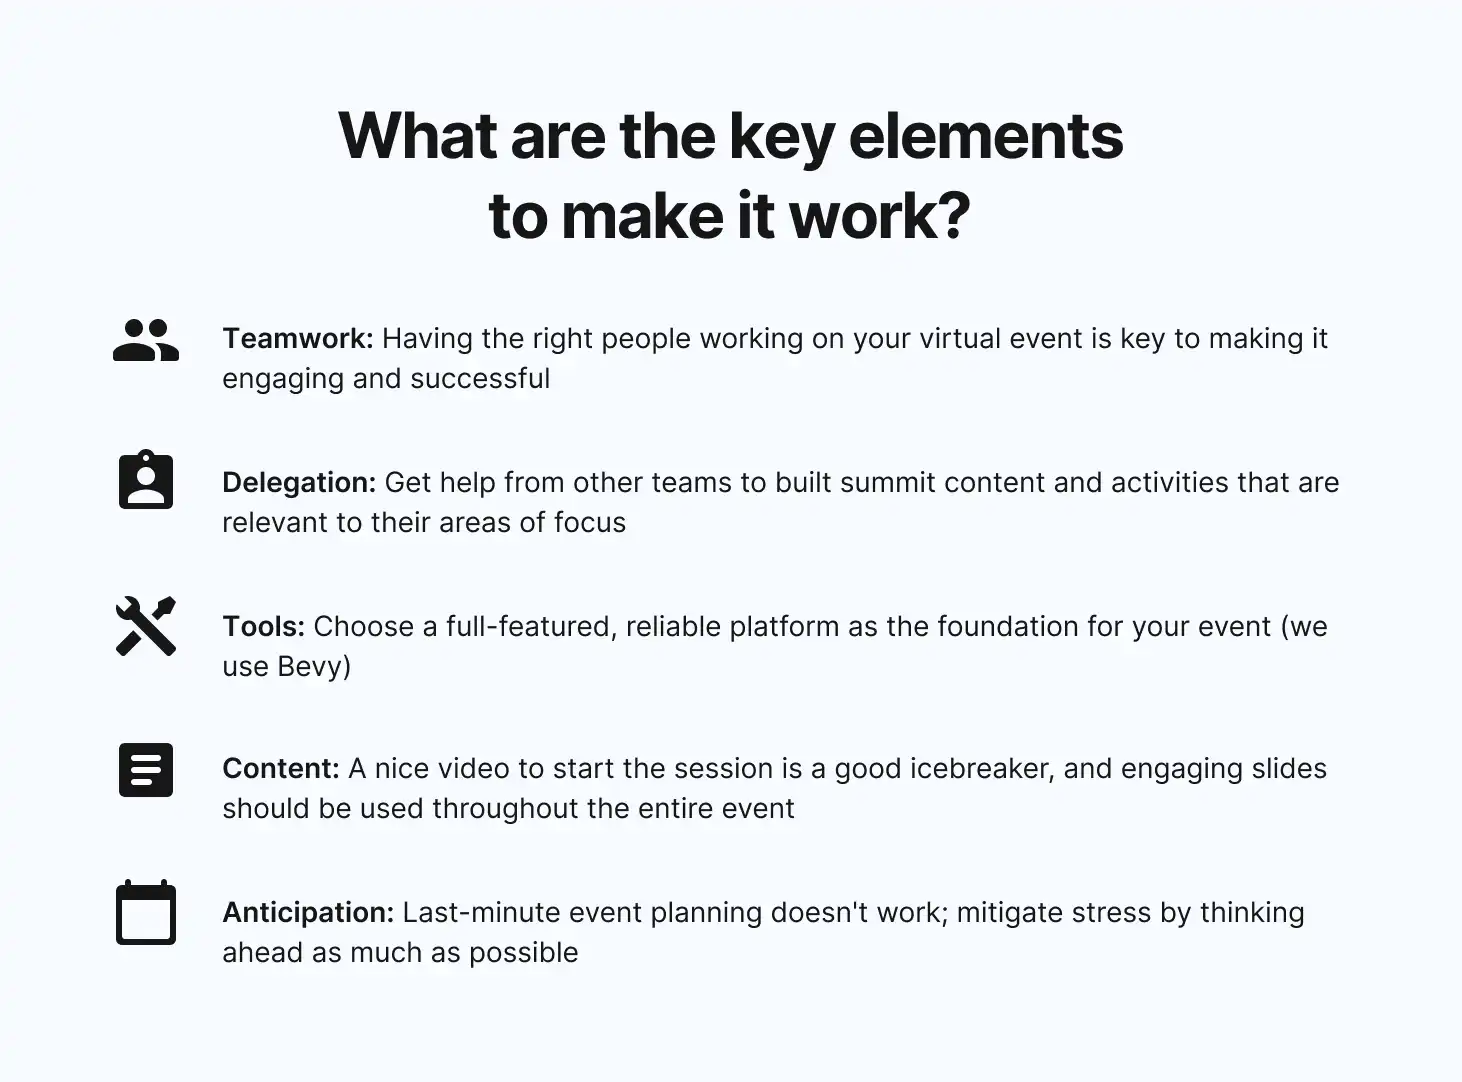 What are the key elements
to make it work?
Teamwork: Having the right people working on your virtual event is key to making it
engaging and successful
Delegation: Get help from other teams to built summit content and activities that are
relevant to their areas of focus
Tools: Choose a full-featured, reliable platform as the foundation for your event (we
use Bevy)
Content: A nice video to start the session is a good icebreaker, and engaging slides
should be used throughout the entire event
Anticipation: Last-minute event planning doesn't work; mitigate stress by thinking
ahead as much as possible